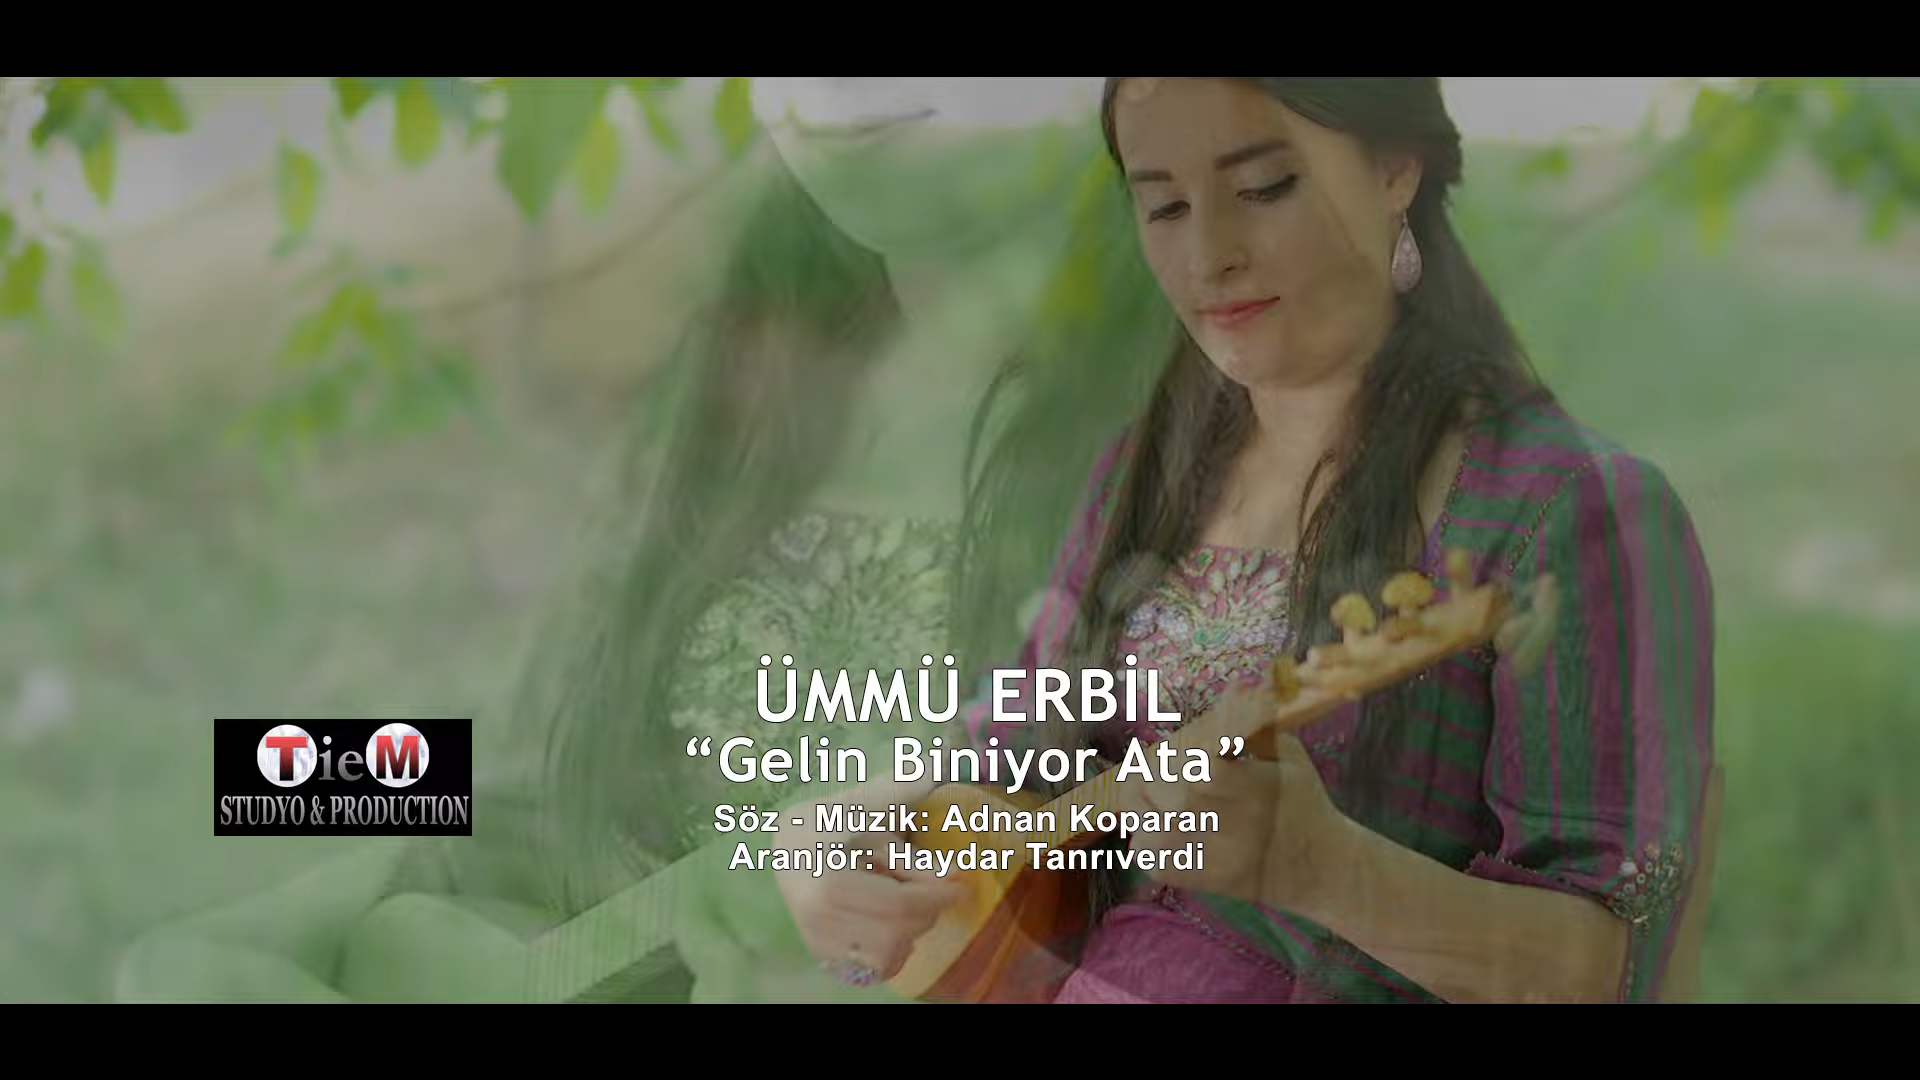 ÜMMÜ ERBİL
“Gelin Biniyor Ata”
Söz - Müzik: Adnan Koparan
Aranjör: Haydar Tanrıverdi
TieM
STUDYO & PRODUCTION